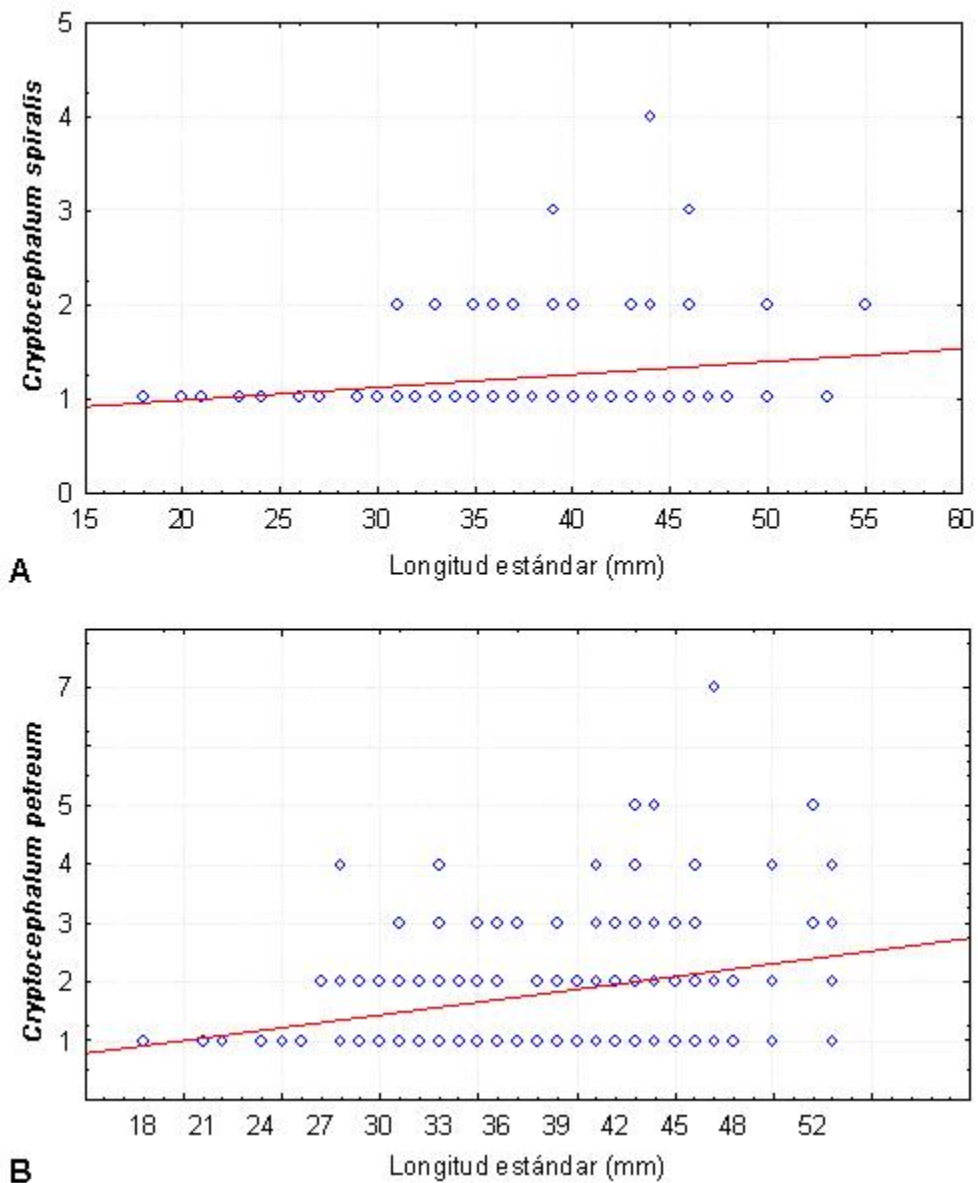 5
4
3
2
1
0
Cryptocephalum spiralis
15 20 25 30 35 40 45 50 55 60
Longitud estándar (mm)
A
7
5
4
3
2
1
Cryptocephalum petreum
18 21 24 27 30 33 36 39 42 45 48 52
Longitud estándar (mm)
B